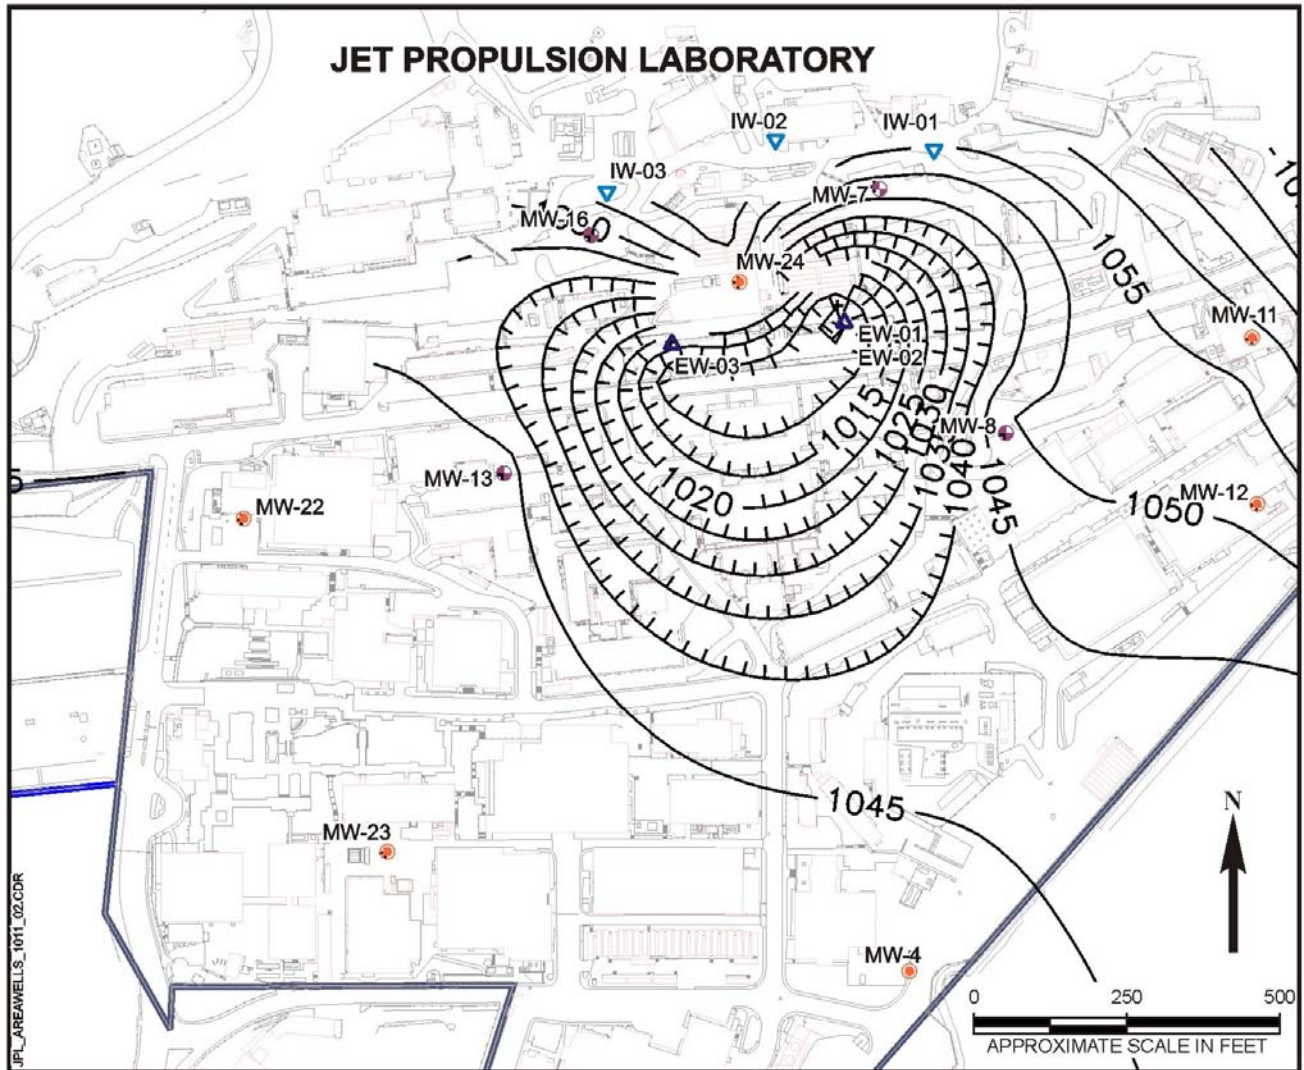 JET PROPULSION LABORATORY
IW-02
IW-01
IW-03
MW-7
MW-16
MW-24
1055
MW-11
EW-01
EW-03
EW-02
1015
1025
1030
MW-8
1040
1045
MW-13
1020
MW-12
1050
MW-22
1045
N
MW-23
MW-4
0 250 500
APPROXIMATE SCALE IN FEET
JPL_AREAWELLS_1011_02.CDR